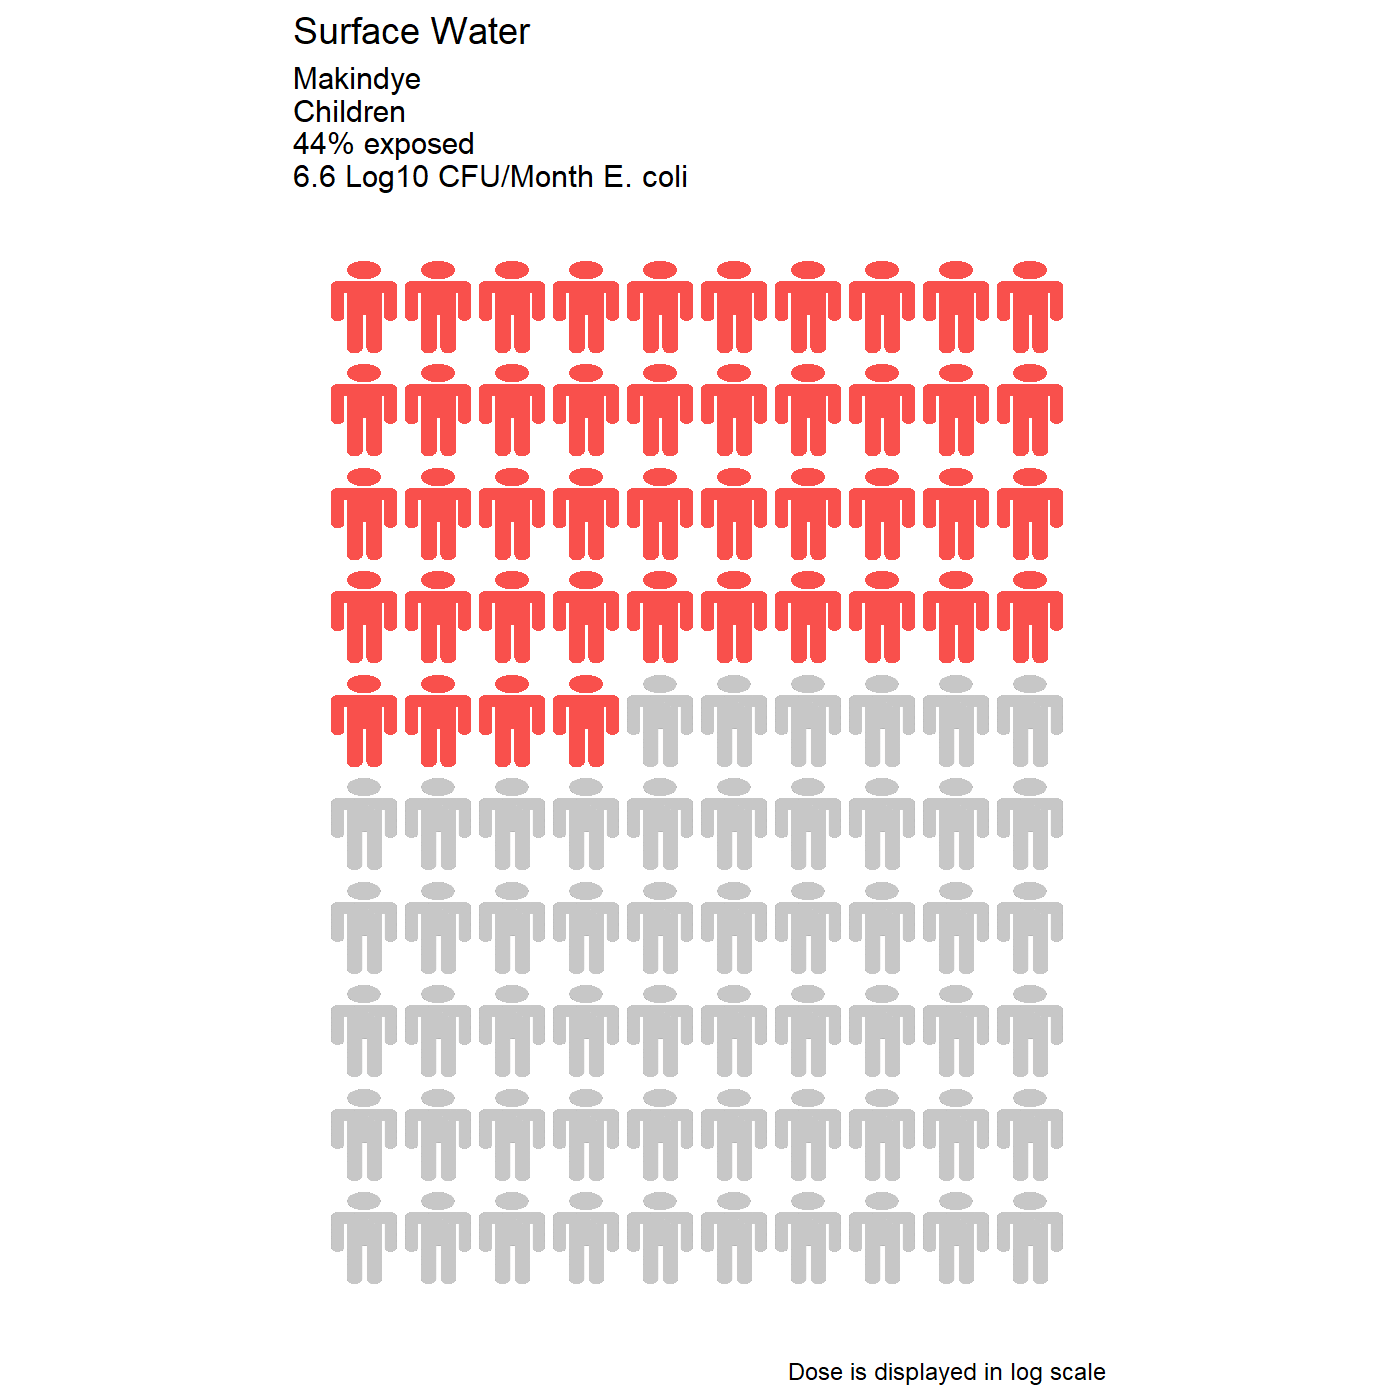 Surface Water
Makindye
Children
44% exposed
6.6 Log10 CFU/Month E. coli
Dose is displayed in log scale